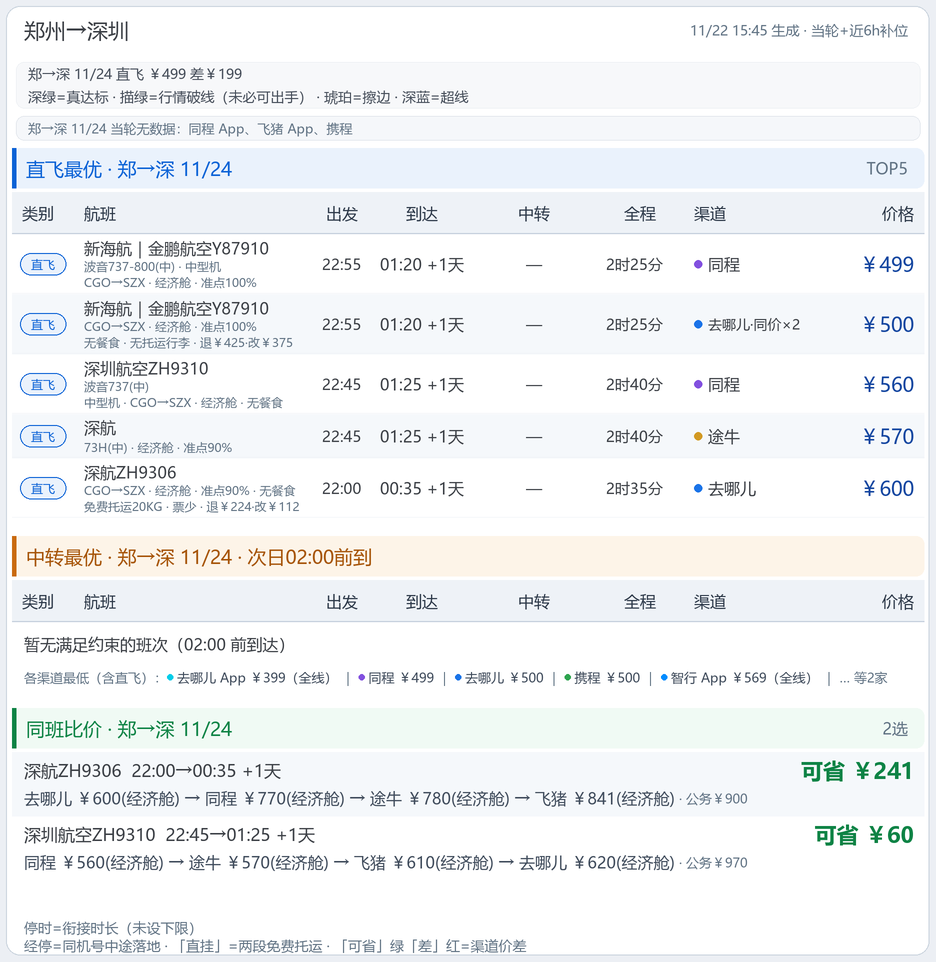 郑州→深圳
11/22 15:45 生成 · 当轮+近6h补位
郑→深 11/24 直飞 ￥499 差￥199
深绿=真达标 · 描绿=行情破线（未必可出手） · 琥珀=擦边 · 深蓝=超线
郑→深 11/24 当轮无数据：同程 App、飞猪 App、携程
直飞最优 · 郑→深 11/24 TOP5
类别 航班 出发 到达 中转 全程 渠道 价格
新海航｜金鹏航空Y87910
波音737-800(中) · 中型机
直飞 22:55 01:20 +1天 — 2时25分 同程 ￥499
CGO→SZX · 经济舱 · 准点100%
新海航｜金鹏航空Y87910
CGO→SZX · 经济舱 · 准点100%
直飞 22:55 01:20 +1天 — 2时25分 去哪儿·同价×2 ￥500
无餐食 · 无托运行李 · 退￥425·改￥375
深圳航空ZH9310
波音737(中)
直飞 22:45 01:25 +1天 — 2时40分 同程 ￥560
中型机 · CGO→SZX · 经济舱 · 无餐食
深航
直飞 22:45 01:25 +1天 — 2时40分 途牛 ￥570
73H(中) · 经济舱 · 准点90%
深航ZH9306
CGO→SZX · 经济舱 · 准点90% · 无餐食
直飞 22:00 00:35 +1天 — 2时35分 去哪儿 ￥600
免费托运20KG · 票少 · 退￥224·改￥112
中转最优 · 郑→深 11/24 · 次日02:00前到
类别 航班 出发 到达 中转 全程 渠道 价格
暂无满足约束的班次（02:00 前到达）
各渠道最低（含直飞）: 去哪儿 App ￥399（全线） | 同程 ￥499 | 去哪儿 ￥500 | 携程 ￥500 | 智行 App ￥569（全线） | ... 等2家
同班比价 · 郑→深 11/24 2选
深航ZH9306 22:00→00:35 +1天 可省 ￥241
去哪儿 ￥600(经济舱) → 同程 ￥770(经济舱) → 途牛 ￥780(经济舱) → 飞猪 ￥841(经济舱) · 公务￥900
深圳航空ZH9310 22:45→01:25 +1天 可省 ￥60
同程 ￥560(经济舱) → 途牛 ￥570(经济舱) → 飞猪 ￥610(经济舱) → 去哪儿 ￥620(经济舱) · 公务￥970
停时=衔接时长（未设下限）
经停=同机号中途落地 · 「直挂」=两段免费托运 · 「可省」绿「差」红=渠道价差